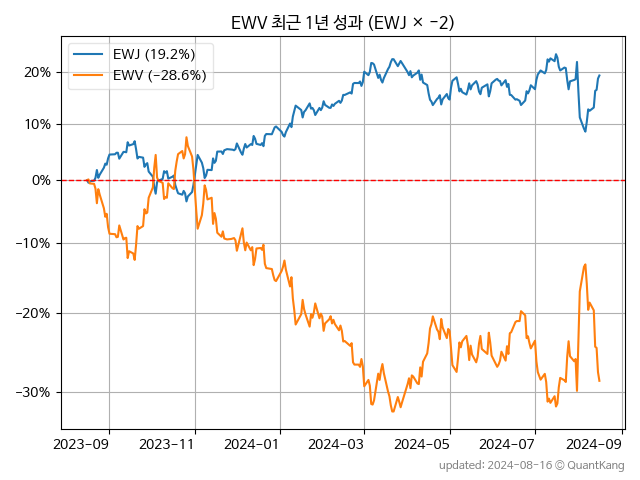 EWV 최근 1년 성과 (EWJ × −2)
EWJ (19.2%)
EWV (−28.6%)
20%
10%
0%
−10%
−20%
−30%
2023−09 2023−11 2024−01 2024−03 2024−05 2024−07 2024−09
updated: 2024−08−16 © QuantKang